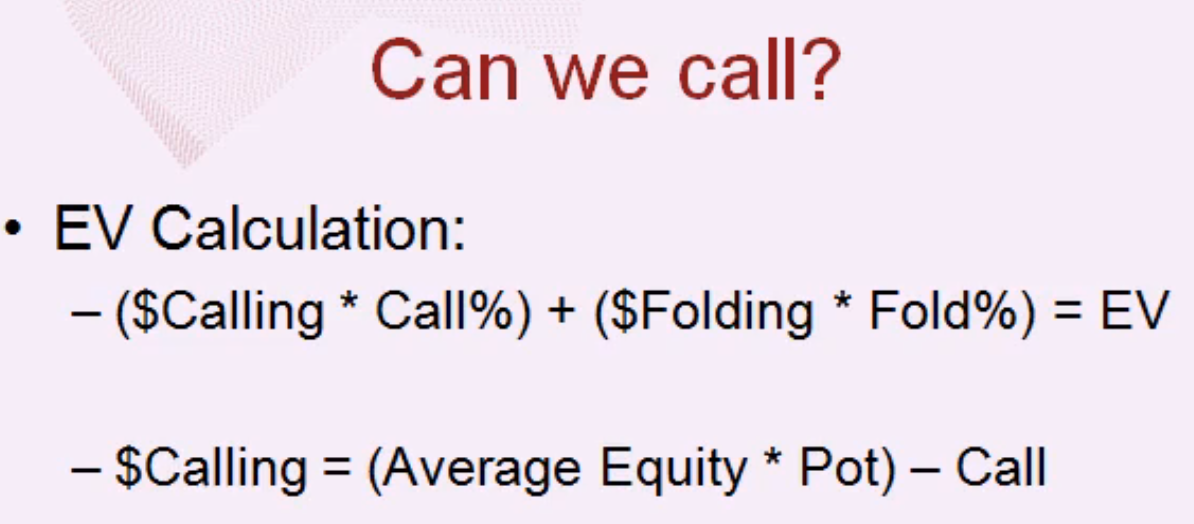 Can we call?
• EV Calculation:
– ($Calling * Call%) + ($Folding * Fold%) = EV
– $Calling = (Average Equity * Pot) – Call